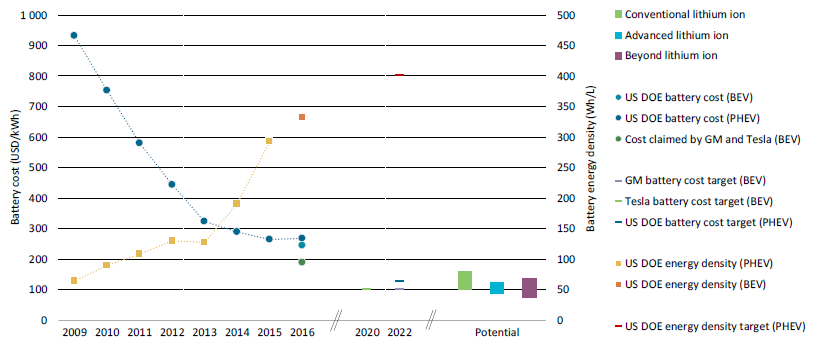 1 000
900
800
700
600
500
400
300
200
100
0
Battery cost (USD/kWh)
500
450
400
350
300
250
200
150
100
50
0
Battery energy density (Wh/L)
2009 2010 2011 2012 2013 2014 2015 2016 2020 2022 Potential
Conventional lithium ion
Advanced lithium ion
Beyond lithium ion
US DOE battery cost (BEV)
US DOE battery cost (PHEV)
Cost claimed by GM and Tesla (BEV)
GM battery cost target (BEV)
Tesla battery cost target (BEV)
US DOE battery cost target (PHEV)
US DOE energy density (PHEV)
US DOE energy density (BEV)
US DOE energy density target (PHEV)